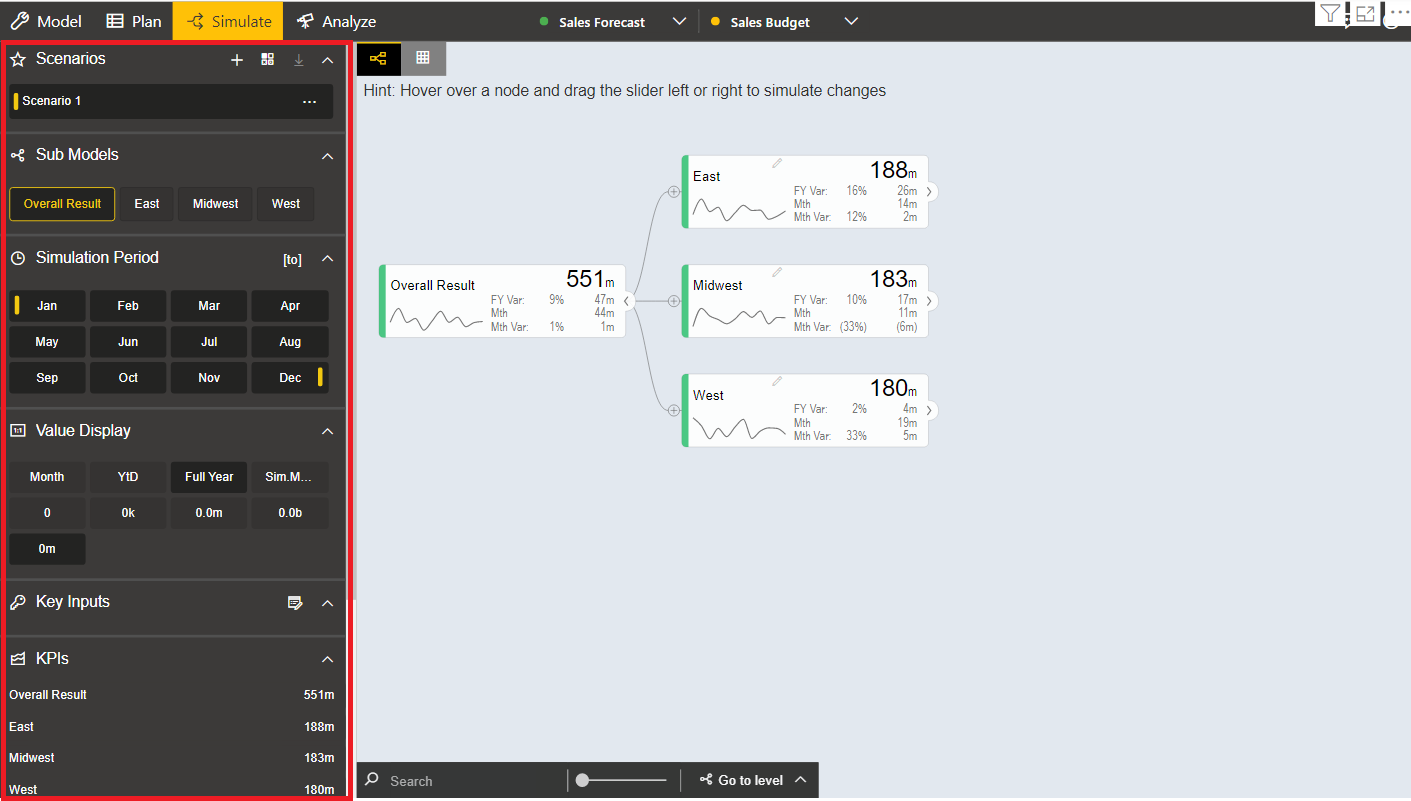 Model Plan Simulate Analyze Sales Forecast Sales Budget ...
Scenarios
Scenario 1 ...
Sub Models
Overall Result East Midwest West
Simulation Period [to]
Jan Feb Mar Apr
May Jun Jul Aug
Sep Oct Nov Dec
Value Display
Month YtD Full Year Sim.M...
0 0k 0.0m 0.0b
0m
Key Inputs
KPIs
Overall Result 551m
East 188m
Midwest 183m
West 180m
Hint: Hover over a node and drag the slider left or right to simulate changes
Overall Result 551m
FY Var: 9% 47m
Mth 44m
Mth Var: 1% 1m
East 188m
FY Var: 16% 26m
Mth 14m
Mth Var: 12% 2m
Midwest 183m
FY Var: 10% 17m
Mth 11m
Mth Var: (33%) (6m)
West 180m
FY Var: 2% 4m
Mth 19m
Mth Var: 33% 5m
Search Go to level